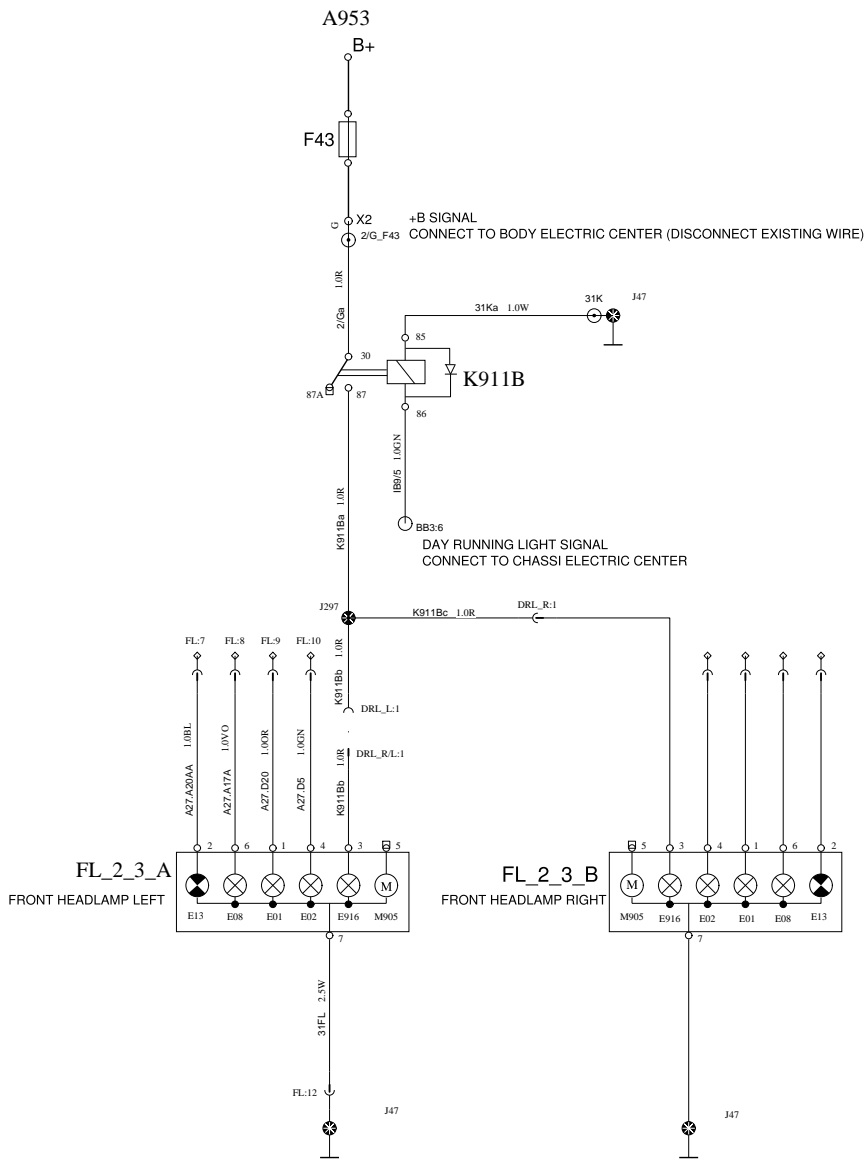 A953
B+
F43
X2
G
2/G_F43
+B SIGNAL
CONNECT TO BODY ELECTRIC CENTER (DISCONNECT EXISTING WIRE)
2/Ga 1.0R
31Ka 1.0W
31K
J47
85
30
K911B
87A
87
86
IB9/5 1.0GN
BB3:6
DAY RUNNING LIGHT SIGNAL
CONNECT TO CHASSI ELECTRIC CENTER
K911Ba 1.0R
J297
K911Bc 1.0R
DRL_R:1
FL:7
FL:8
FL:9
FL:10
K911Bb 1.0R
DRL_L:1
DRL_R/L:1
A27.A20AA 1.0BL
A27.A17A 1.0VO
A27.D20 1.0OR
A27.D5 1.0GN
K911Bb 1.0R
2
6
1
4
3
5
5
3
4
1
6
2
FL_2_3_A
FRONT HEADLAMP LEFT
M
E13
E08
E01
E02
E916
M905
7
FL_2_3_B
FRONT HEADLAMP RIGHT
M
M905
E916
E02
E01
E08
E13
7
31FL 2.5W
FL:12
J47
J47